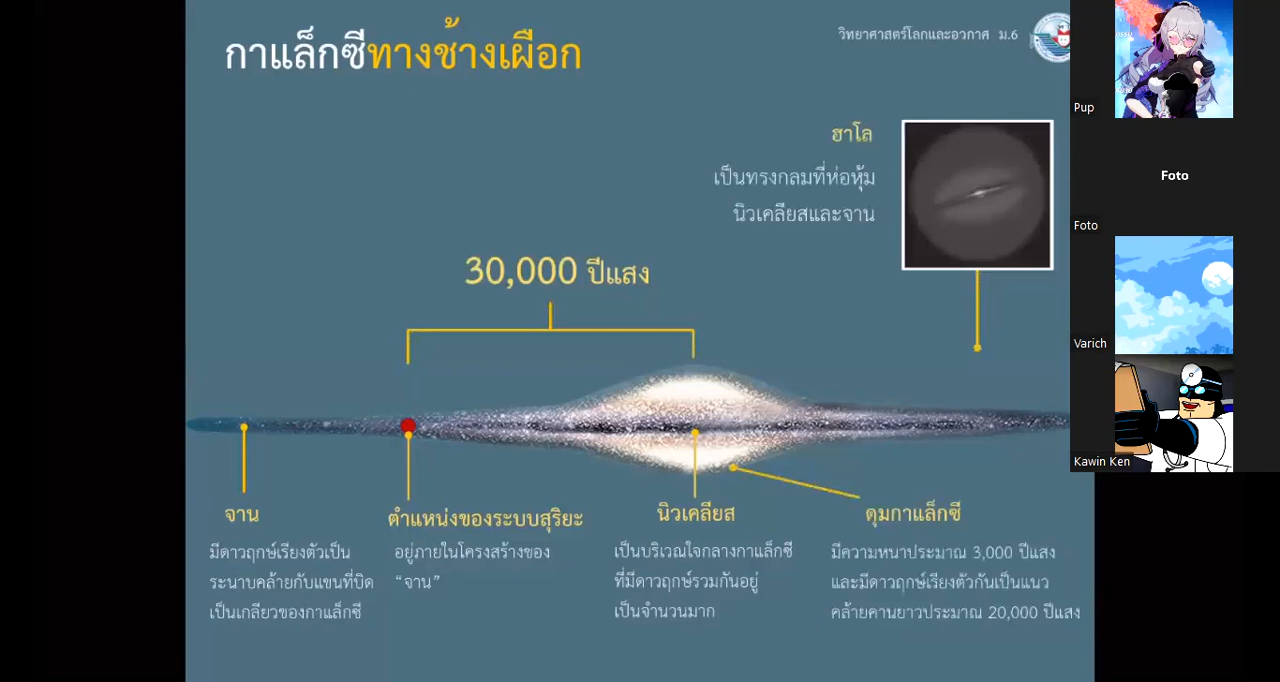 กาแล็กซีทางช้างเผือก
วิทยาศาสตร์โลกและอวกาศ ม.6
ฮาโล
เป็นทรงกลมที่ห่อหุ้ม
นิวเคลียสและจาน
30,000 ปีแสง
จาน
มีดาวฤกษ์เรียงตัวเป็น
ระนาบคล้ายกับแขนที่บิด
เป็นเกลียวของกาแล็กซี
ตำแหน่งของระบบสุริยะ
อยู่ภายในโครงสร้างของ
“จาน”
นิวเคลียส
เป็นบริเวณใจกลางกาแล็กซี
ที่มีดาวฤกษ์รวมกันอยู่
เป็นจำนวนมาก
ดุมกาแล็กซี
มีความหนาประมาณ 3,000 ปีแสง
และมีดาวฤกษ์เรียงตัวกันเป็นแนว
คล้ายคานยาวประมาณ 20,000 ปีแสง
Pup
Foto
Foto
Varich
Kawin Ken